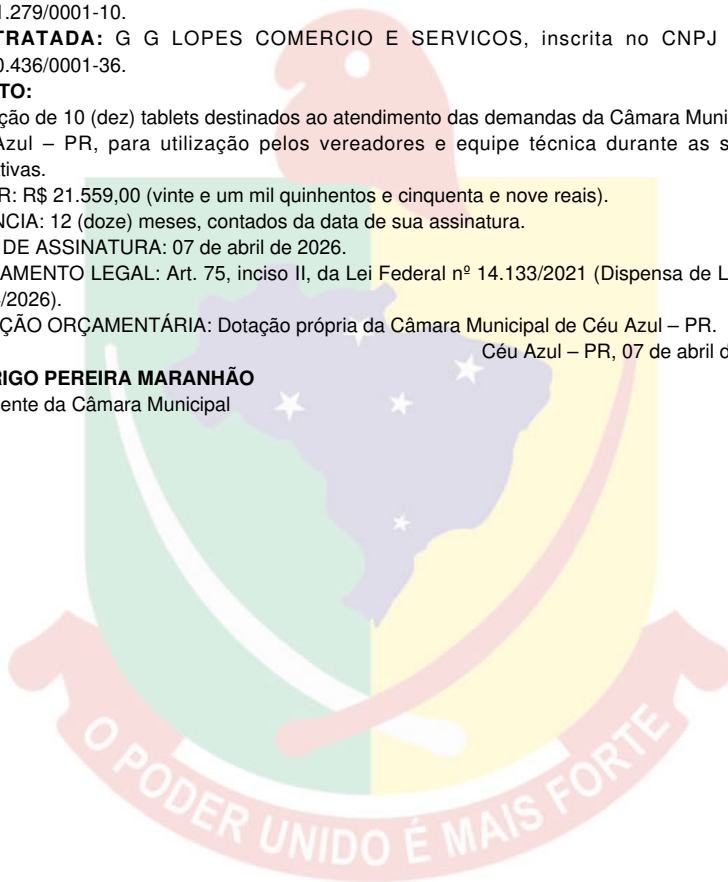 1.279/0001-10.
TRATADA: G G LOPES COMERCIO E SERVICOS, inscrita no CNPJ
0.436/0001-36.
TO:
ção de 10 (dez) tablets destinados ao atendimento das demandas da Câmara Muni
Azul – PR, para utilização pelos vereadores e equipe técnica durante as s
tivas.
R: R$ 21.559,00 (vinte e um mil quinhentos e cinquenta e nove reais).
NCIA: 12 (doze) meses, contados da data de sua assinatura.
DE ASSINATURA: 07 de abril de 2026.
AMENTO LEGAL: Art. 75, inciso II, da Lei Federal nº 14.133/2021 (Dispensa de L
/2026).
ÇÃO ORÇAMENTÁRIA: Dotação própria da Câmara Municipal de Céu Azul – PR.
Céu Azul – PR, 07 de abril d
RIGO PEREIRA MARANHÃO
ente da Câmara Municipal
O PODER UNIDO É MAIS FORTE